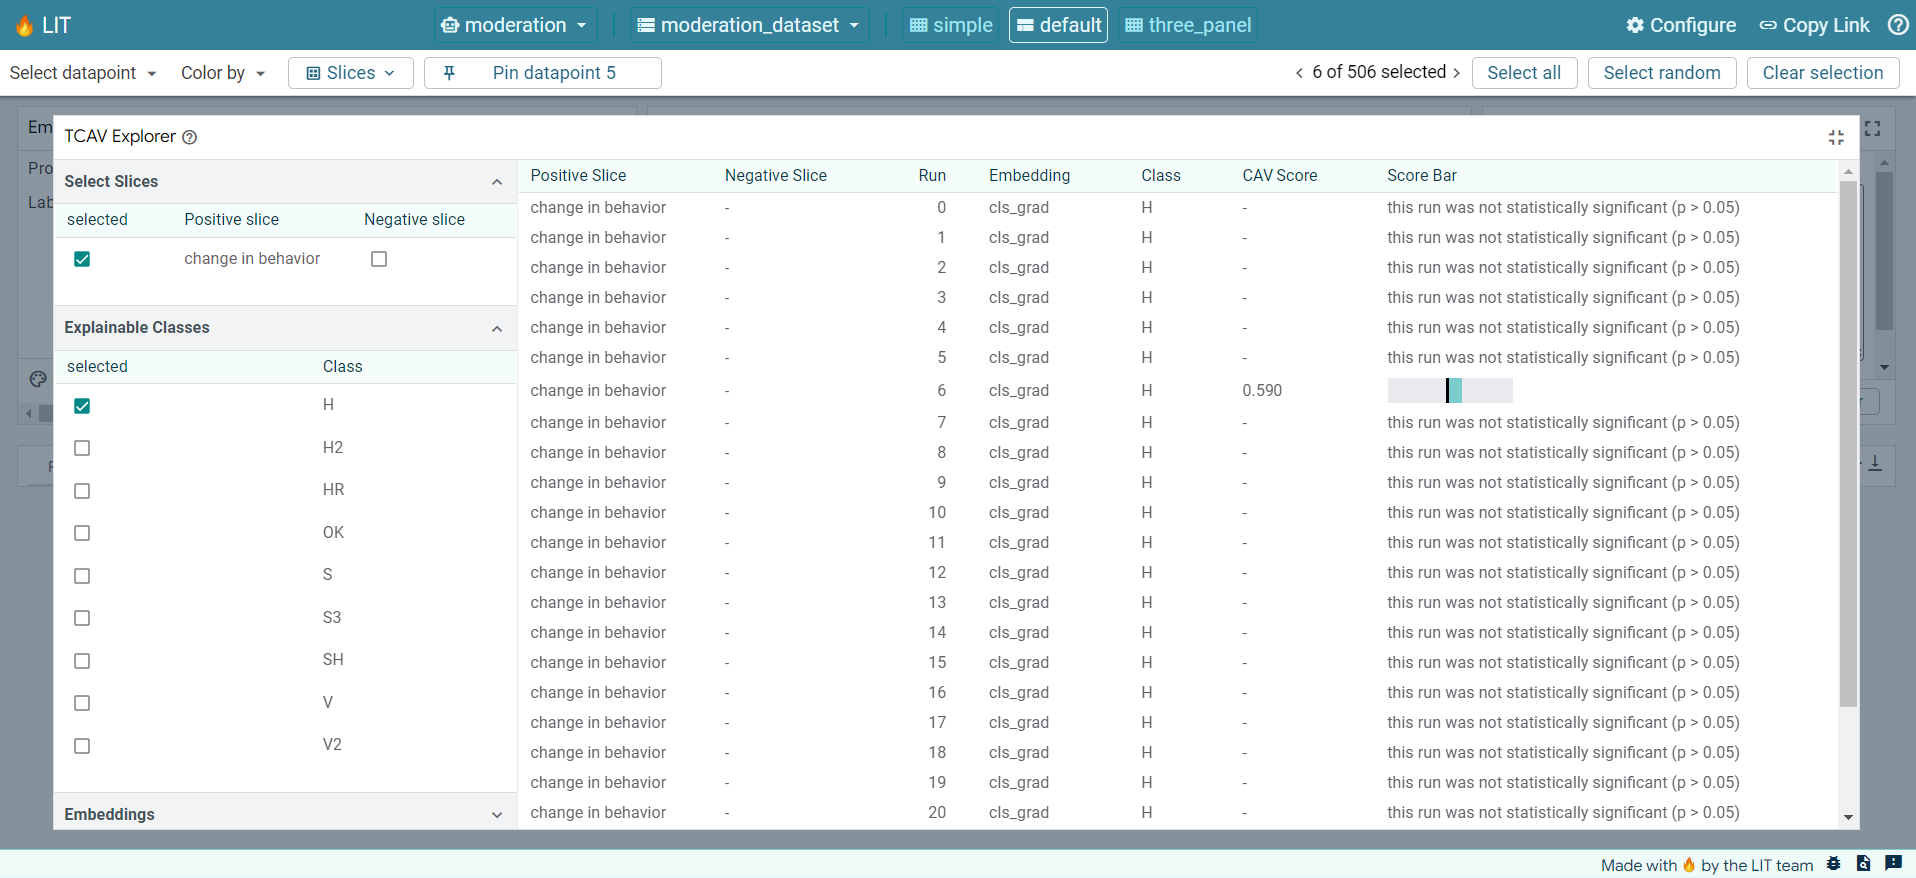 LIT
moderation moderation_dataset simple default three_panel Configure Copy Link
Select datapoint Color by Slices Pin datapoint 5 6 of 506 selected Select all Select random Clear selection
Em
Pro
Lab
TCAV Explorer
Select Slices
selected Positive slice Negative slice
change in behavior
Explainable Classes
selected Class
H
H2
HR
OK
S
S3
SH
V
V2
Embeddings
Positive Slice Negative Slice Run Embedding Class CAV Score Score Bar
change in behavior - 0 cls_grad H - this run was not statistically significant (p > 0.05)
change in behavior - 1 cls_grad H - this run was not statistically significant (p > 0.05)
change in behavior - 2 cls_grad H - this run was not statistically significant (p > 0.05)
change in behavior - 3 cls_grad H - this run was not statistically significant (p > 0.05)
change in behavior - 4 cls_grad H - this run was not statistically significant (p > 0.05)
change in behavior - 5 cls_grad H - this run was not statistically significant (p > 0.05)
change in behavior - 6 cls_grad H 0.590
change in behavior - 7 cls_grad H - this run was not statistically significant (p > 0.05)
change in behavior - 8 cls_grad H - this run was not statistically significant (p > 0.05)
change in behavior - 9 cls_grad H - this run was not statistically significant (p > 0.05)
change in behavior - 10 cls_grad H - this run was not statistically significant (p > 0.05)
change in behavior - 11 cls_grad H - this run was not statistically significant (p > 0.05)
change in behavior - 12 cls_grad H - this run was not statistically significant (p > 0.05)
change in behavior - 13 cls_grad H - this run was not statistically significant (p > 0.05)
change in behavior - 14 cls_grad H - this run was not statistically significant (p > 0.05)
change in behavior - 15 cls_grad H - this run was not statistically significant (p > 0.05)
change in behavior - 16 cls_grad H - this run was not statistically significant (p > 0.05)
change in behavior - 17 cls_grad H - this run was not statistically significant (p > 0.05)
change in behavior - 18 cls_grad H - this run was not statistically significant (p > 0.05)
change in behavior - 19 cls_grad H - this run was not statistically significant (p > 0.05)
change in behavior - 20 cls_grad H - this run was not statistically significant (p > 0.05)
Made with by the LIT team